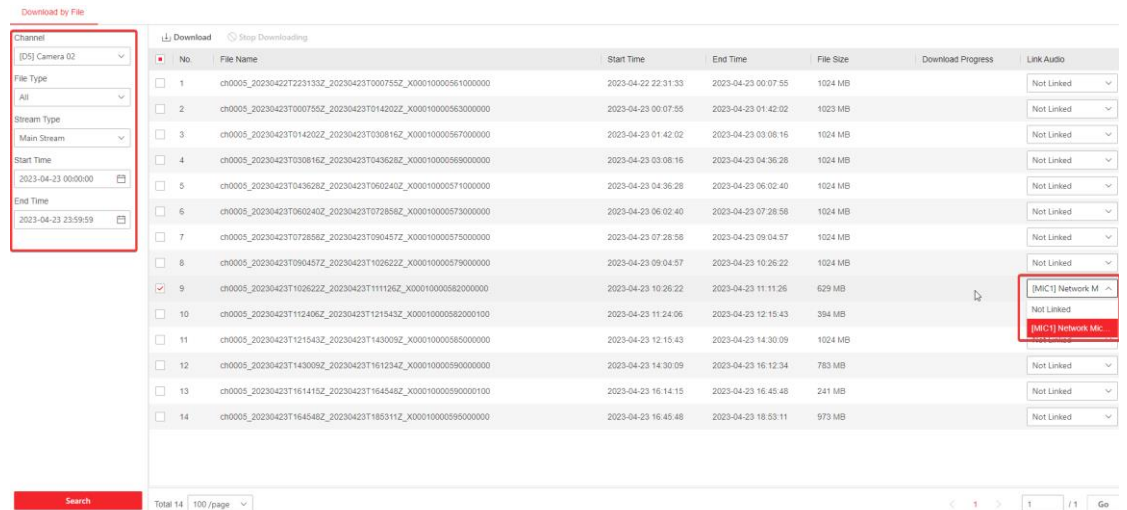 Download by File
Channel
[D5] Camera 02
File Type
All
Stream Type
Main Stream
Start Time
2023-04-23 00:00:00
End Time
2023-04-23 23:59:59
Search
Download Stop Downloading
No. File Name Start Time End Time File Size Download Progress Link Audio
1 ch0005_20230422T223133Z_20230423T000755Z_X00010000561000000 2023-04-22 22:31:33 2023-04-23 00:07:55 1024 MB Not Linked
2 ch0005_20230423T000755Z_20230423T014202Z_X00010000563000000 2023-04-23 00:07:55 2023-04-23 01:42:02 1023 MB Not Linked
3 ch0005_20230423T014202Z_20230423T030816Z_X00010000567000000 2023-04-23 01:42:02 2023-04-23 03:08:16 1024 MB Not Linked
4 ch0005_20230423T030816Z_20230423T043628Z_X00010000569000000 2023-04-23 03:08:16 2023-04-23 04:36:28 1024 MB Not Linked
5 ch0005_20230423T043628Z_20230423T060240Z_X00010000571000000 2023-04-23 04:36:28 2023-04-23 06:02:40 1024 MB Not Linked
6 ch0005_20230423T060240Z_20230423T072858Z_X00010000573000000 2023-04-23 06:02:40 2023-04-23 07:28:58 1024 MB Not Linked
7 ch0005_20230423T072858Z_20230423T090457Z_X00010000575000000 2023-04-23 07:28:58 2023-04-23 09:04:57 1024 MB Not Linked
8 ch0005_20230423T090457Z_20230423T102622Z_X00010000579000000 2023-04-23 09:04:57 2023-04-23 10:26:22 1024 MB Not Linked
9 ch0005_20230423T102622Z_20230423T111126Z_X00010000582000000 2023-04-23 10:26:22 2023-04-23 11:11:26 629 MB [MIC1] Network M
Not Linked
[MIC1] Network Mic...
10 ch0005_20230423T112406Z_20230423T121543Z_X00010000582000100 2023-04-23 11:24:06 2023-04-23 12:15:43 394 MB
11 ch0005_20230423T121543Z_20230423T143009Z_X00010000585000000 2023-04-23 12:15:43 2023-04-23 14:30:09 1024 MB Not Linked
12 ch0005_20230423T143009Z_20230423T161234Z_X00010000590000000 2023-04-23 14:30:09 2023-04-23 16:12:34 783 MB Not Linked
13 ch0005_20230423T161415Z_20230423T164548Z_X00010000590000100 2023-04-23 16:14:15 2023-04-23 16:45:48 241 MB Not Linked
14 ch0005_20230423T164548Z_20230423T185311Z_X00010000595000000 2023-04-23 16:45:48 2023-04-23 18:53:11 973 MB Not Linked
Total 14 100 /page < 1 > 1 / 1 Go